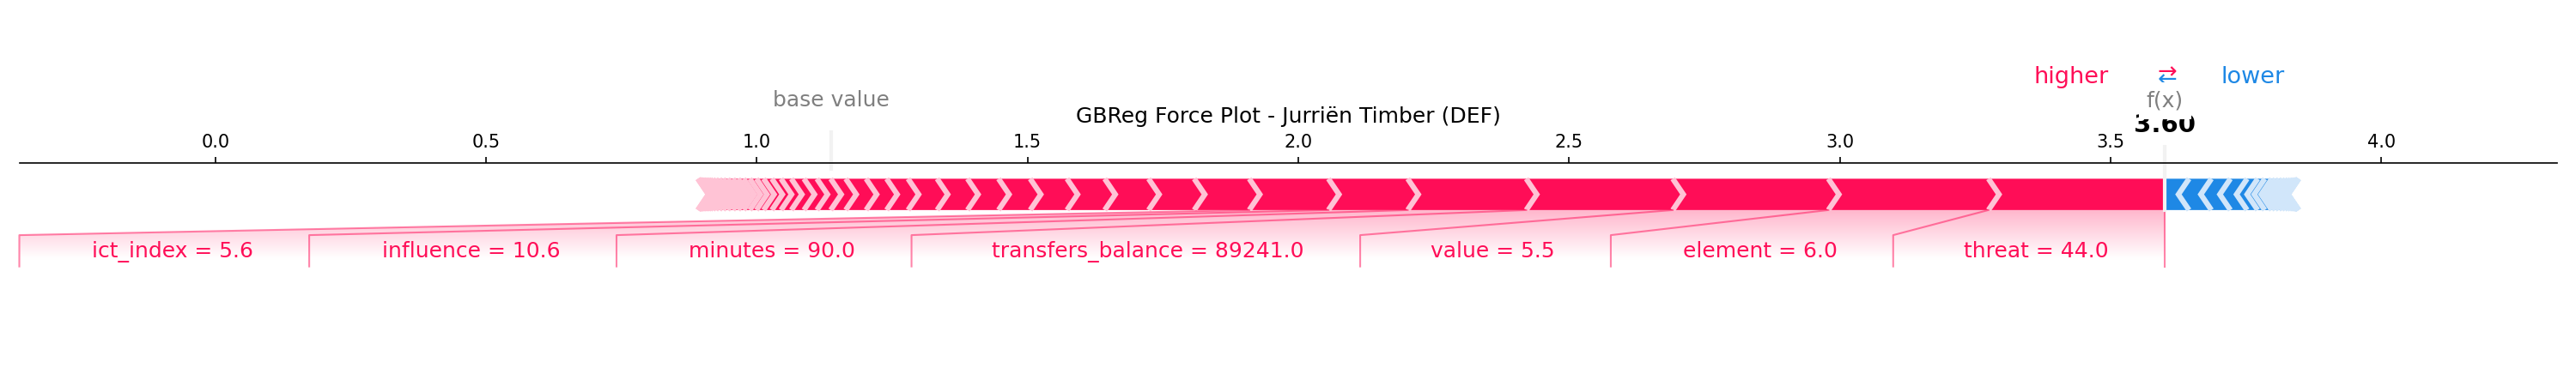 higher ⇄ lower
base value
f(x)
GBReg Force Plot - Jurriën Timber (DEF)
3.60
0.0 0.5 1.0 1.5 2.0 2.5 3.0 3.5 4.0
ict_index = 5.6 influence = 10.6 minutes = 90.0 transfers_balance = 89241.0 value = 5.5 element = 6.0 threat = 44.0